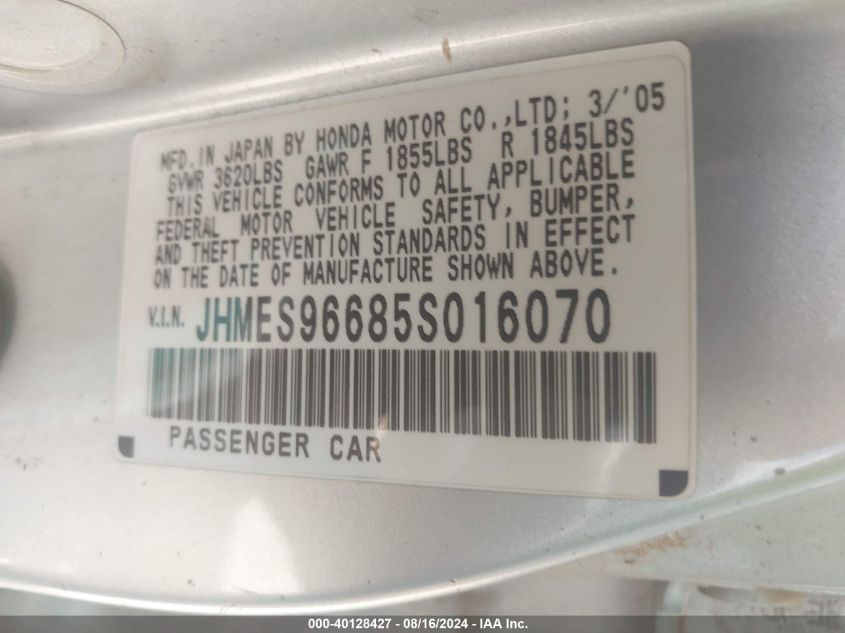 MFD.IN JAPAN BY HONDA MOTOR CO.,LTD; 3/'05
GVWR 3620LBS GAWR F 1855LBS R 1845LBS
THIS VEHICLE CONFORMS TO ALL APPLICABLE
FEDERAL MOTOR VEHICLE SAFETY, BUMPER,
AND THEFT PREVENTION STANDARDS IN EFFECT
ON THE DATE OF MANUFACTURE SHOWN ABOVE.
V.I.N. JHMES96685S016070
PASSENGER CAR
000-40128427 - 08/16/2024 - IAA Inc.